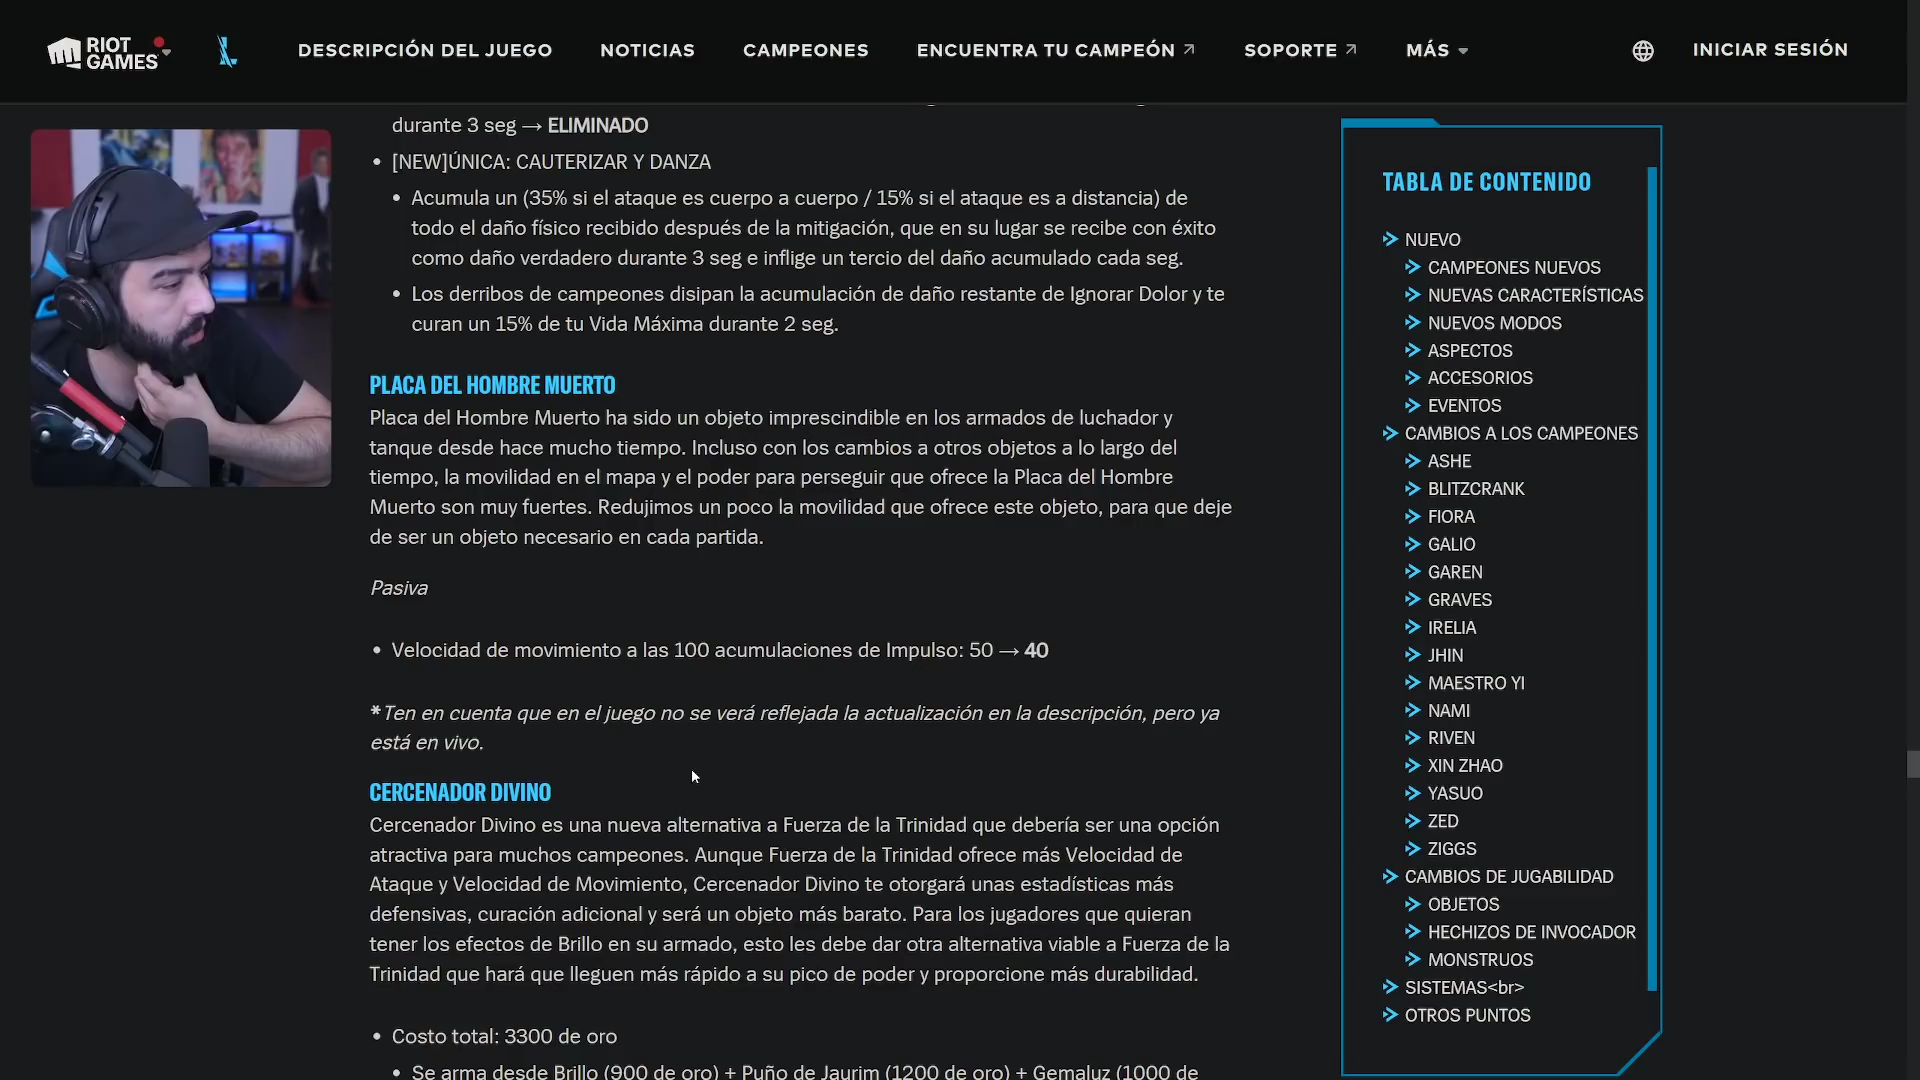 RIOT GAMES
DESCRIPCIÓN DEL JUEGO
NOTICIAS
CAMPEONES
ENCUENTRA TU CAMPEÓN
SOPORTE
MÁS
INICIAR SESIÓN
durante 3 seg → ELIMINADO
• [NEW]ÚNICA: CAUTERIZAR Y DANZA
• Acumula un (35% si el ataque es cuerpo a cuerpo / 15% si el ataque es a distancia) de
todo el daño físico recibido después de la mitigación, que en su lugar se recibe con éxito
como daño verdadero durante 3 seg e inflige un tercio del daño acumulado cada seg.
• Los derribos de campeones disipan la acumulación de daño restante de Ignorar Dolor y te
curan un 15% de tu Vida Máxima durante 2 seg.
PLACA DEL HOMBRE MUERTO
Placa del Hombre Muerto ha sido un objeto imprescindible en los armados de luchador y
tanque desde hace mucho tiempo. Incluso con los cambios a otros objetos a lo largo del
tiempo, la movilidad en el mapa y el poder para perseguir que ofrece la Placa del Hombre
Muerto son muy fuertes. Redujimos un poco la movilidad que ofrece este objeto, para que deje
de ser un objeto necesario en cada partida.
Pasiva
• Velocidad de movimiento a las 100 acumulaciones de Impulso: 50 → 40
*Ten en cuenta que en el juego no se verá reflejada la actualización en la descripción, pero ya
está en vivo.
CERCENADOR DIVINO
Cercenador Divino es una nueva alternativa a Fuerza de la Trinidad que debería ser una opción
atractiva para muchos campeones. Aunque Fuerza de la Trinidad ofrece más Velocidad de
Ataque y Velocidad de Movimiento, Cercenador Divino te otorgará unas estadísticas más
defensivas, curación adicional y será un objeto más barato. Para los jugadores que quieran
tener los efectos de Brillo en su armado, esto les debe dar otra alternativa viable a Fuerza de la
Trinidad que hará que lleguen más rápido a su pico de poder y proporcione más durabilidad.
• Costo total: 3300 de oro
• Se arma desde Brillo (900 de oro) + Puño de Jaurim (1200 de oro) + Gemaluz (1000 de
TABLA DE CONTENIDO
NUEVO
CAMPEONES NUEVOS
NUEVAS CARACTERÍSTICAS
NUEVOS MODOS
ASPECTOS
ACCESORIOS
EVENTOS
CAMBIOS A LOS CAMPEONES
ASHE
BLITZCRANK
FIORA
GALIO
GAREN
GRAVES
IRELIA
JHIN
MAESTRO YI
NAMI
RIVEN
XIN ZHAO
YASUO
ZED
ZIGGS
CAMBIOS DE JUGABILIDAD
OBJETOS
HECHIZOS DE INVOCADOR
MONSTRUOS
SISTEMAS<br>
OTROS PUNTOS